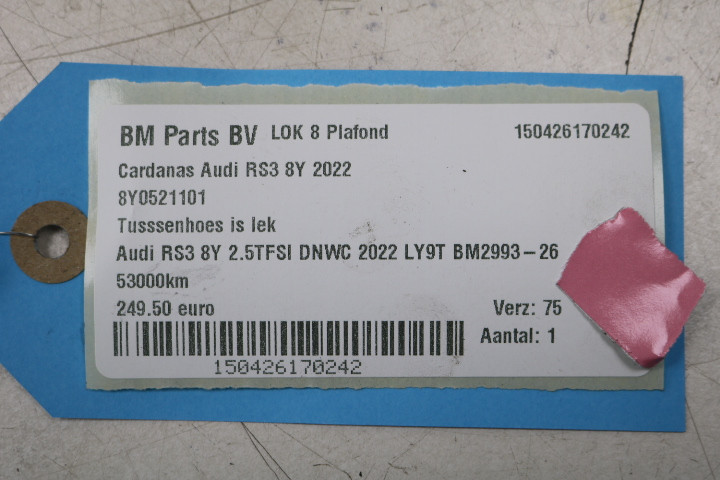 BM Parts BV LOK 8 Plafond 150426170242
Cardanas Audi RS3 8Y 2022
8Y0521101
Tusssenhoes is lek
Audi RS3 8Y 2.5TFSI DNWC 2022 LY9T BM2993-26
53000km
249.50 euro Verz: 75
Aantal: 1
150426170242